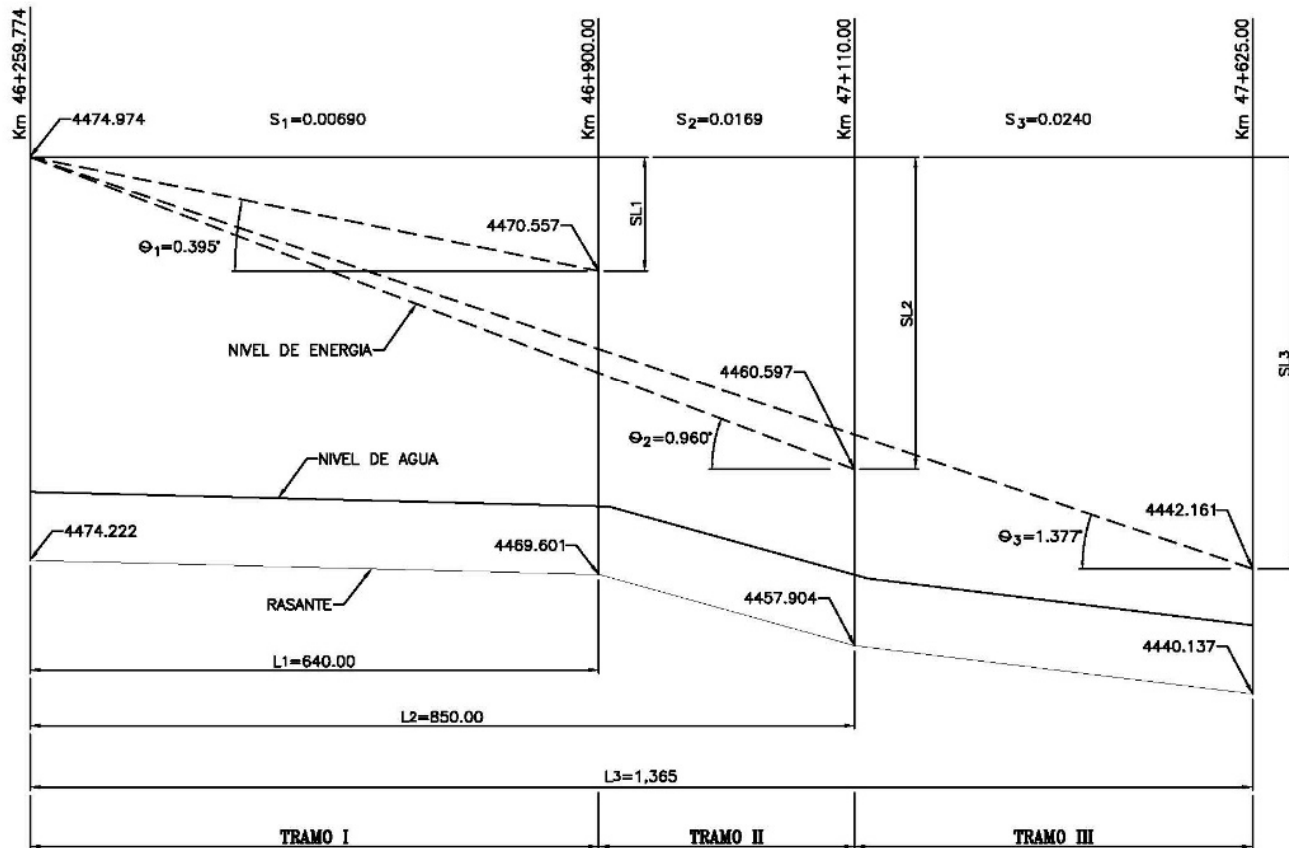 Km 46+259.774
Km 46+900.00
Km 47+110.00
Km 47+625.00
4474.974
S1=0.00690
S2=0.0169
S3=0.0240
SL1
SL2
SL3
4470.557
Θ1=0.395°
NIVEL DE ENERGIA
4460.597
Θ2=0.960°
NIVEL DE AGUA
4442.161
Θ3=1.377°
4474.222
4469.601
RASANTE
4457.904
4440.137
L1=640.00
L2=850.00
L3=1,365
TRAMO I
TRAMO II
TRAMO III